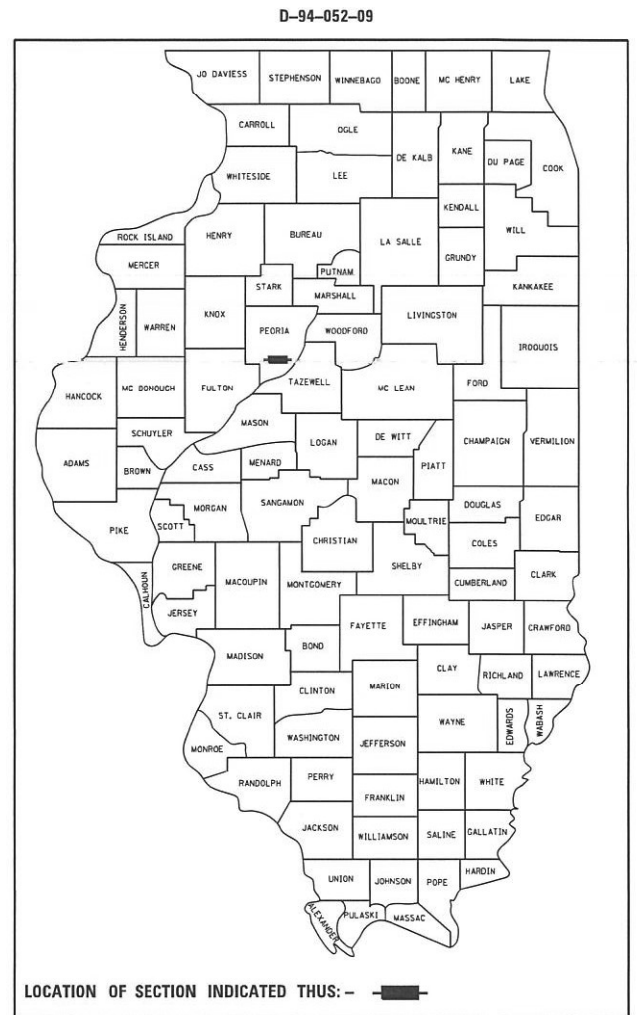 D-94-052-09
JO DAVIESS
STEPHENSON
WINNEBAGO
BOONE
MC HENRY
LAKE
CARROLL
OGLE
DE KALB
KANE
DU PAGE
COOK
WHITESIDE
LEE
KENDALL
WILL
ROCK ISLAND
HENRY
BUREAU
LA SALLE
GRUNDY
MERCER
PUTNAM
STARK
MARSHALL
KANKAKEE
HENDERSON
WARREN
KNOX
PEORIA
WOODFORD
LIVINGSTON
IROQUOIS
HANCOCK
MC DONOUGH
FULTON
TAZEWELL
MC LEAN
FORD
MASON
SCHUYLER
LOGAN
DE WITT
CHAMPAIGN
VERMILION
ADAMS
BROWN
CASS
MENARD
PIATT
MACON
PIKE
SCOTT
MORGAN
SANGAMON
DOUGLAS
EDGAR
MOULTRIE
CHRISTIAN
COLES
CALHOUN
GREENE
MACOUPIN
MONTGOMERY
SHELBY
CUMBERLAND
CLARK
JERSEY
FAYETTE
EFFINGHAM
JASPER
CRAWFORD
MADISON
BOND
CLAY
RICHLAND
LAWRENCE
CLINTON
MARION
ST. CLAIR
WAYNE
EDWARDS
WABASH
MONROE
WASHINGTON
JEFFERSON
RANDOLPH
PERRY
HAMILTON
WHITE
FRANKLIN
JACKSON
WILLIAMSON
SALINE
GALLATIN
UNION
JOHNSON
POPE
HARDIN
ALEXANDER
PULASKI
MASSAC
LOCATION OF SECTION INDICATED THUS: -